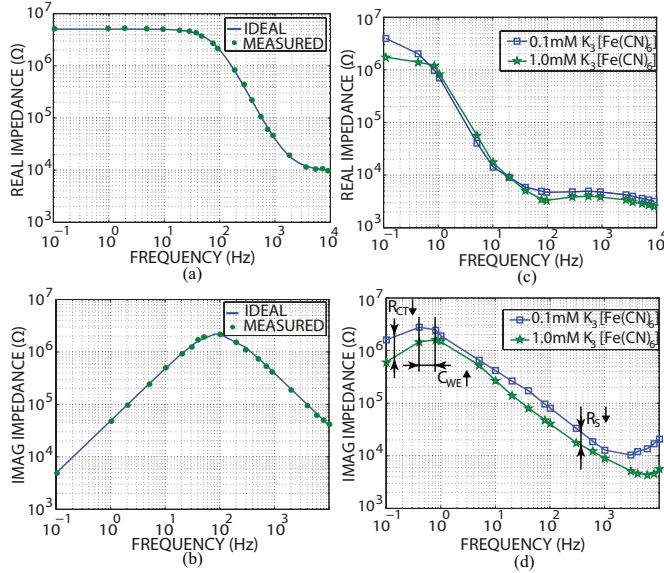 10^7
10^6
10^5
10^4
10^3
10^2
REAL IMPEDANCE (Ω)
IDEAL
MEASURED
10^-1
10^0
10^1
10^2
10^3
10^4
FREQUENCY (Hz)
(a)
10^7
10^6
10^5
10^4
10^3
10^2
REAL IMPEDANCE (Ω)
0.1mM K3[Fe(CN)6]
1.0mM K3[Fe(CN)6]
10^-1
10^0
10^1
10^2
10^3
10^4
FREQUENCY (Hz)
(c)
10^7
10^6
10^5
10^4
10^3
IMAG IMPEDANCE (Ω)
IDEAL
MEASURED
10^-1
10^0
10^1
10^2
10^3
FREQUENCY (Hz)
(b)
10^7
10^6
10^5
10^4
10^3
IMAG IMPEDANCE (Ω)
RCT
0.1mM K3[Fe(CN)6]
1.0mM K3[Fe(CN)6]
CWE
RS
10^-1
10^0
10^1
10^2
10^3
FREQUENCY (Hz)
(d)